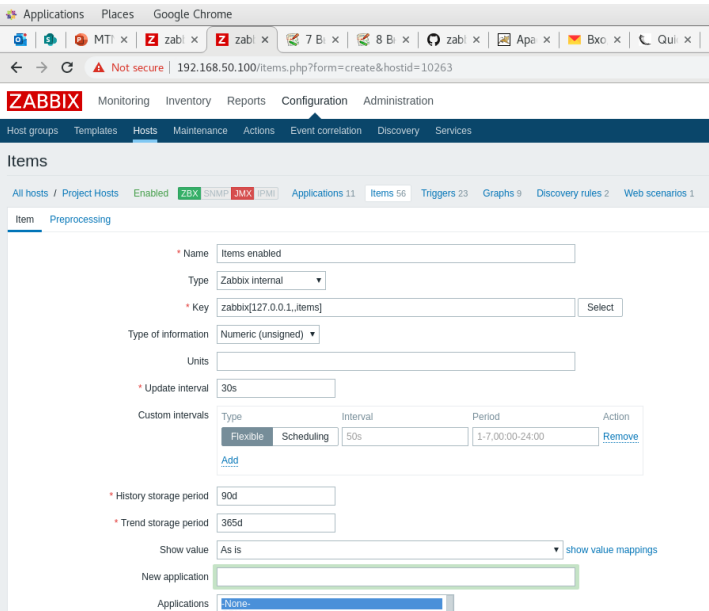 Applications Places Google Chrome
MTI zabl zabl 7 B 8 B zabl Apa Bxo Qui
Not secure 192.168.50.100/items.php?form=create&hostid=10263
ZABBIX Monitoring Inventory Reports Configuration Administration
Host groups Templates Hosts Maintenance Actions Event correlation Discovery Services
Items
All hosts / Project Hosts Enabled ZBX SNMP JMX IPMI Applications 11 Items 56 Triggers 23 Graphs 9 Discovery rules 2 Web scenarios 1
Item Preprocessing
* Name Items enabled
Type Zabbix internal
* Key zabbix[127.0.0.1,,items] Select
Type of information Numeric (unsigned)
Units
* Update interval 30s
Custom intervals Type Interval Period Action
Flexible Scheduling 50s 1-7,00:00-24:00 Remove
Add
* History storage period 90d
* Trend storage period 365d
Show value As is show value mappings
New application
Applications -None-